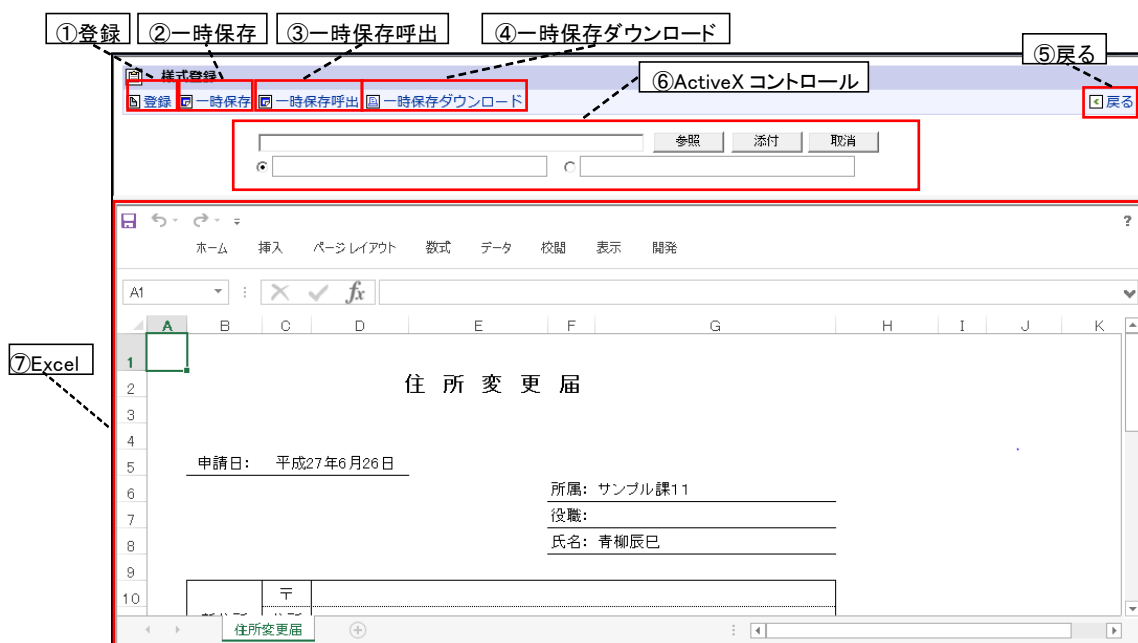 ①登録 ②一時保存 ③一時保存呼出 ④一時保存ダウンロード
⑤戻る
様式登録
⑥ActiveX コントロール
登録 一時保存 一時保存呼出 一時保存ダウンロード 戻る
参照 添付 取消
?
ホーム 挿入 ページ レイアウト 数式 データ 校閲 表示 開発
A1 fx
A B C D E F G H I J K
⑦Excel
1
2 住所変更届
3
4
5 申請日: 平成27年6月26日
6 所属: サンプル課11
7 役職:
8 氏名: 青柳辰巳
9
10 〒
住所変更届